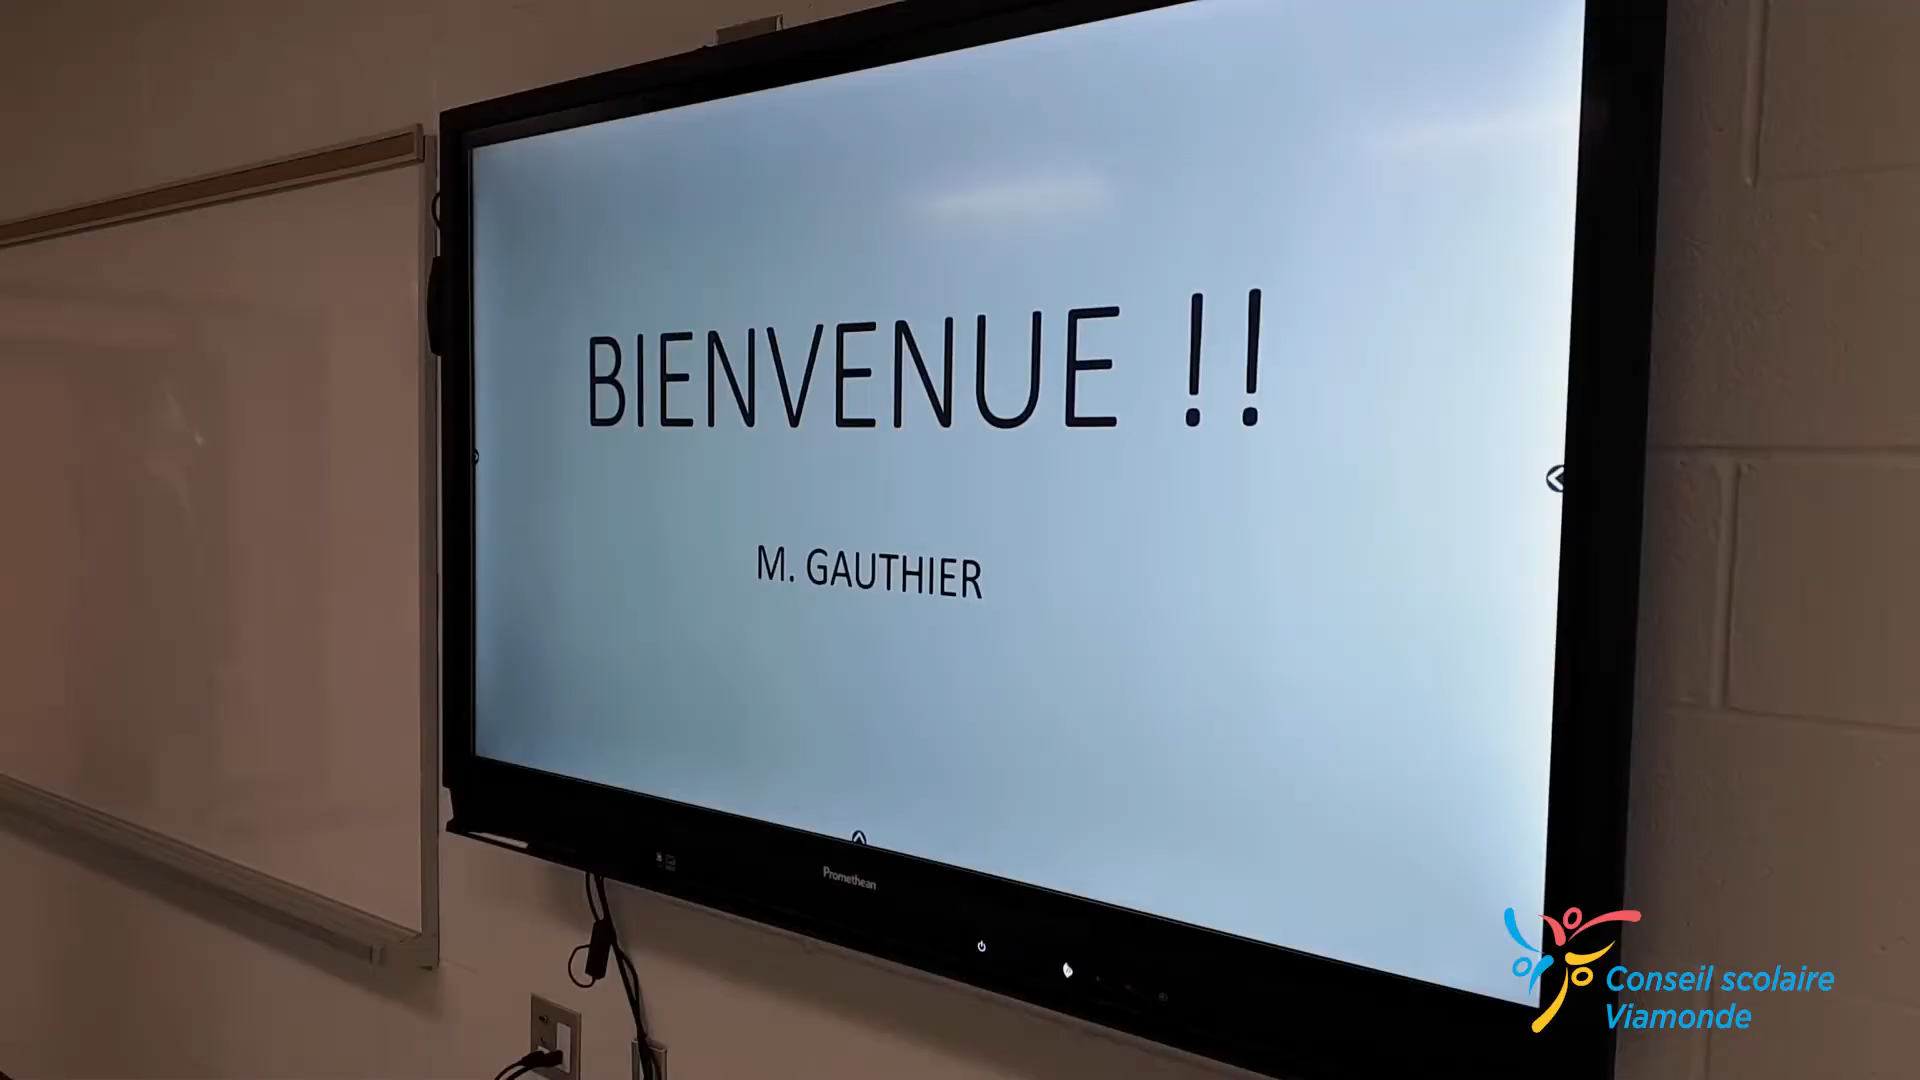 BIENVENUE !!
M. GAUTHIER
Promethean
Conseil scolaire
Viamonde